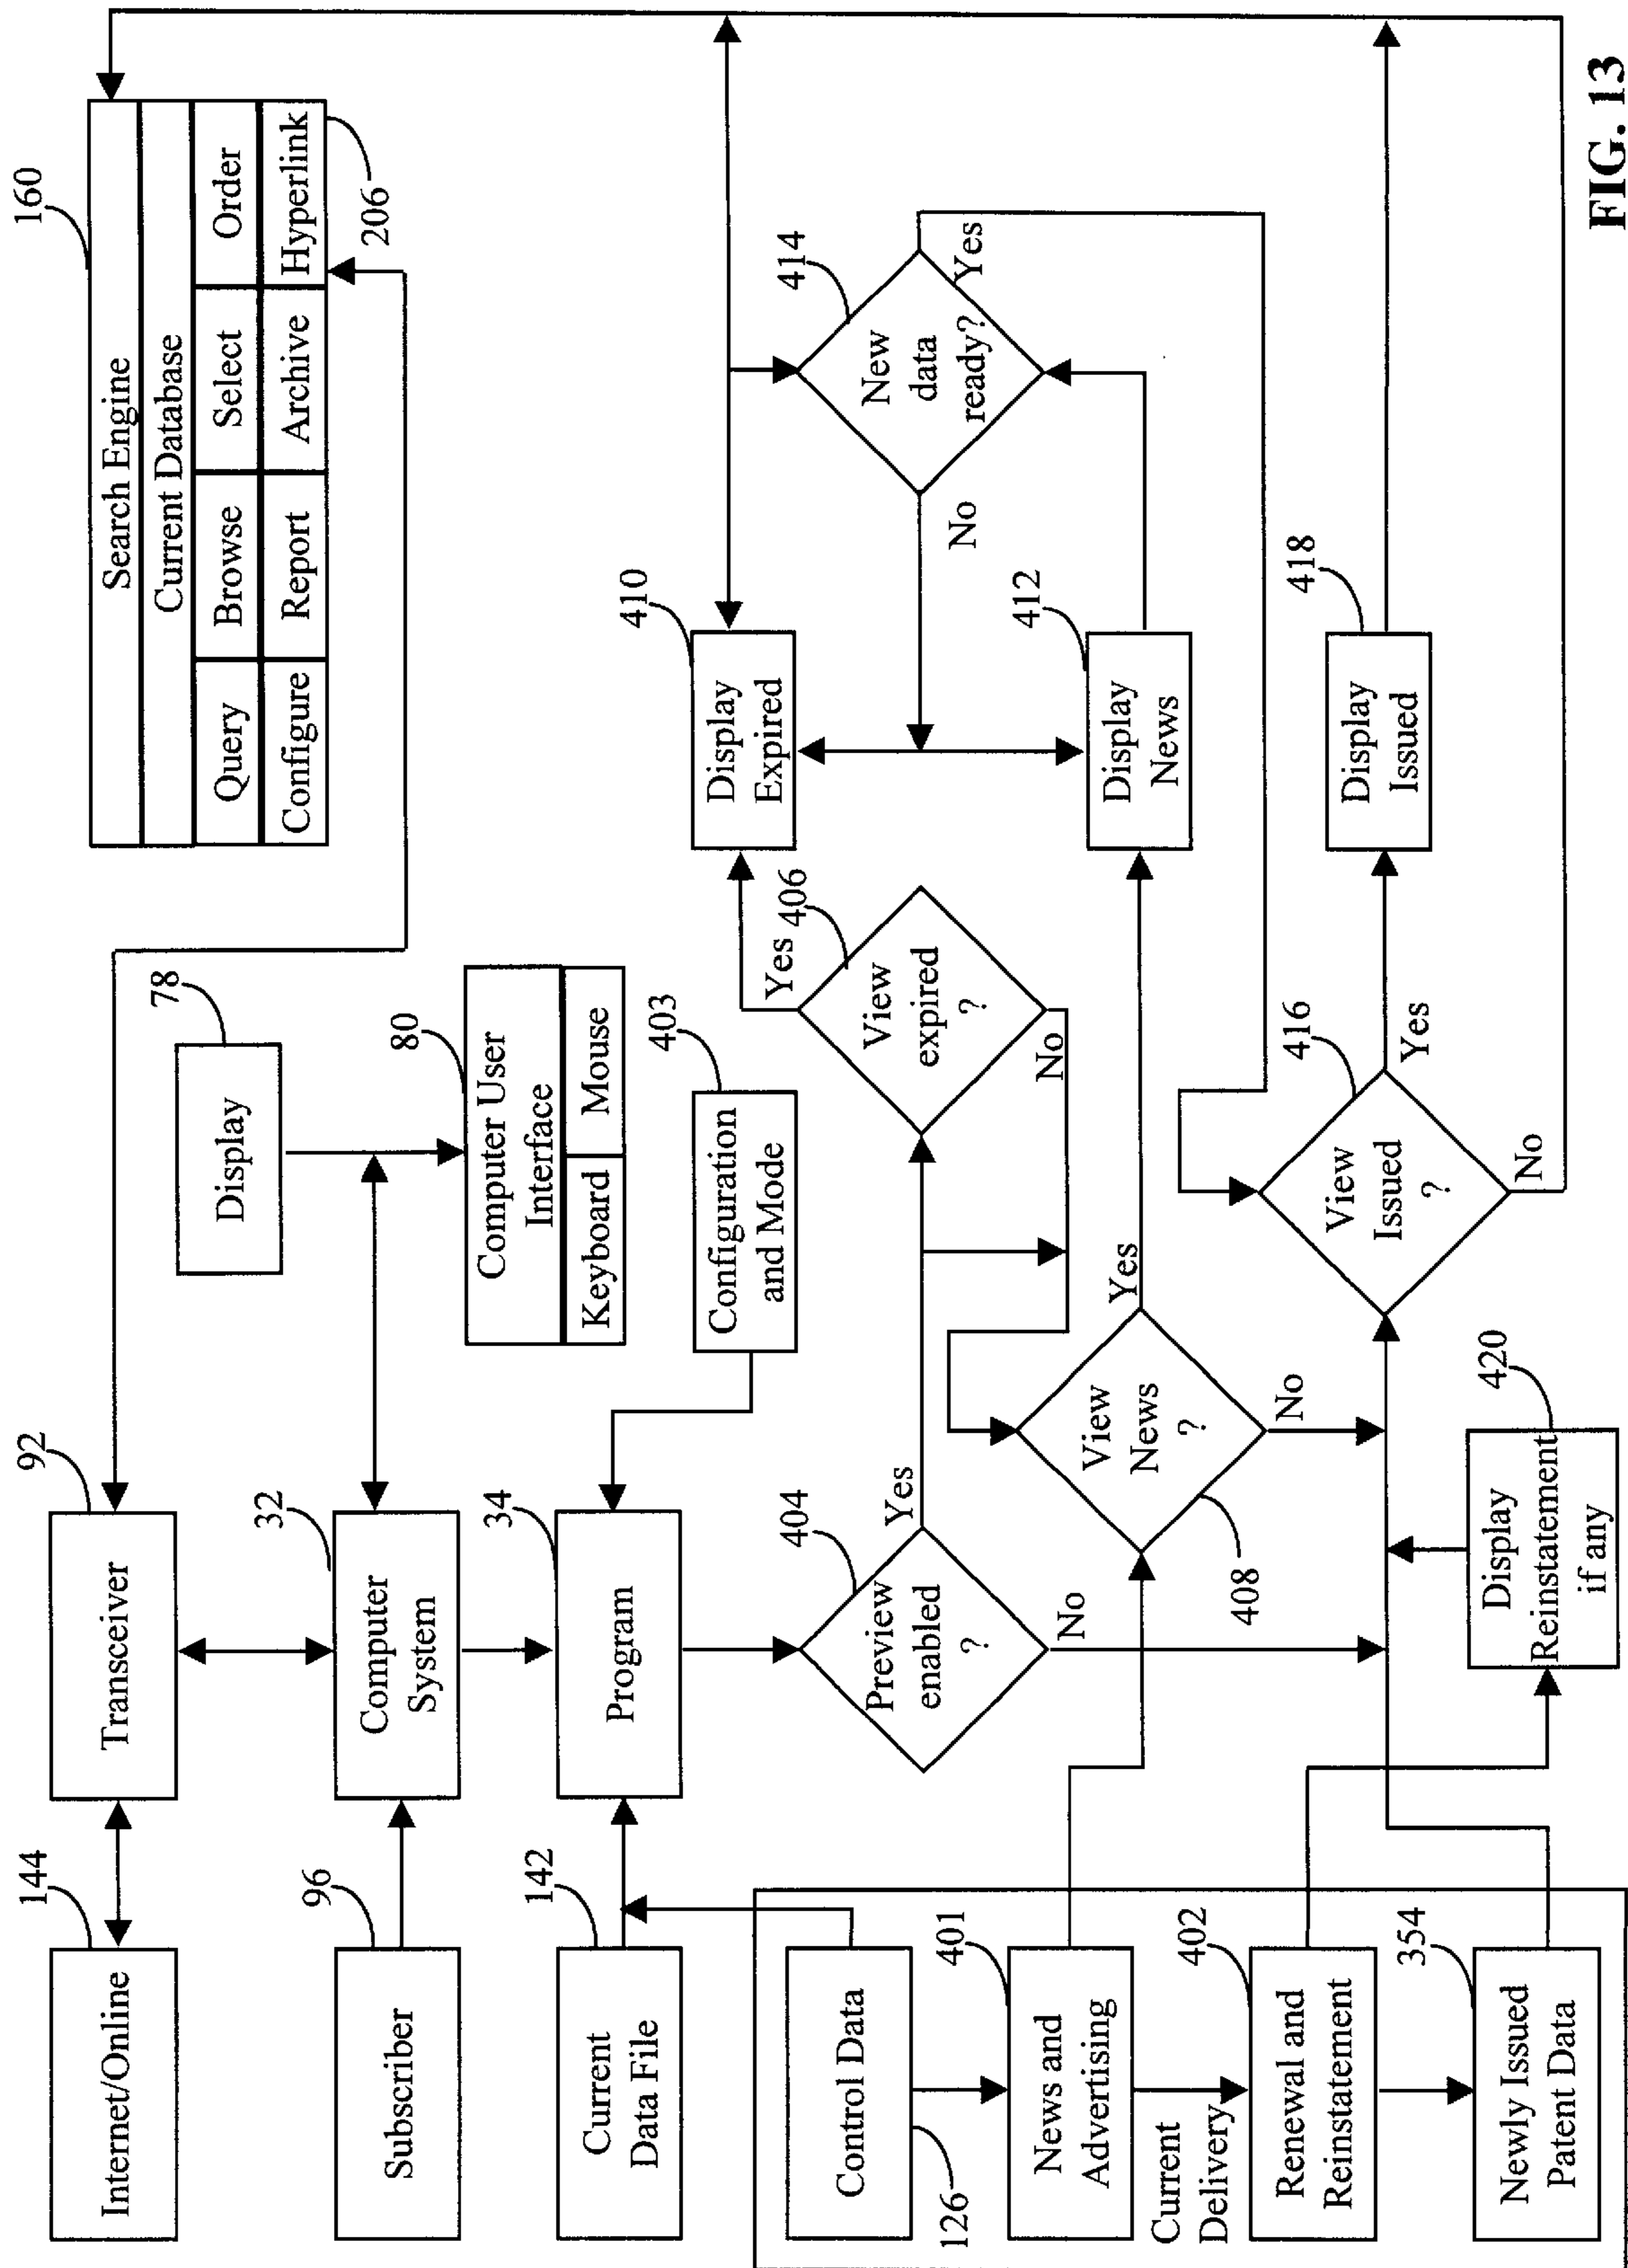 160
Search Engine
Current Database
Query
Browse
Select
Order
Configure
Report
Archive
Hyperlink
206
144
Internet/Online
92
Transceiver
78
Display
96
Subscriber
32
Computer
System
80
Computer User
Interface
Keyboard
Mouse
142
Current
Data File
34
Program
403
Configuration
and Mode
Control Data
126
404
Preview
enabled
?
Yes
No
View
expired
?
406
Yes
No
410
Display
Expired
414
New
data
ready?
Yes
No
401
News and
Advertising
Current
Delivery
View
News
?
408
Yes
No
412
Display
News
402
Renewal and
Reinstatement
354
Newly Issued
Patent Data
420
Display
Reinstatement
if any
416
View
Issued
?
Yes
No
418
Display
Issued
FIG. 13